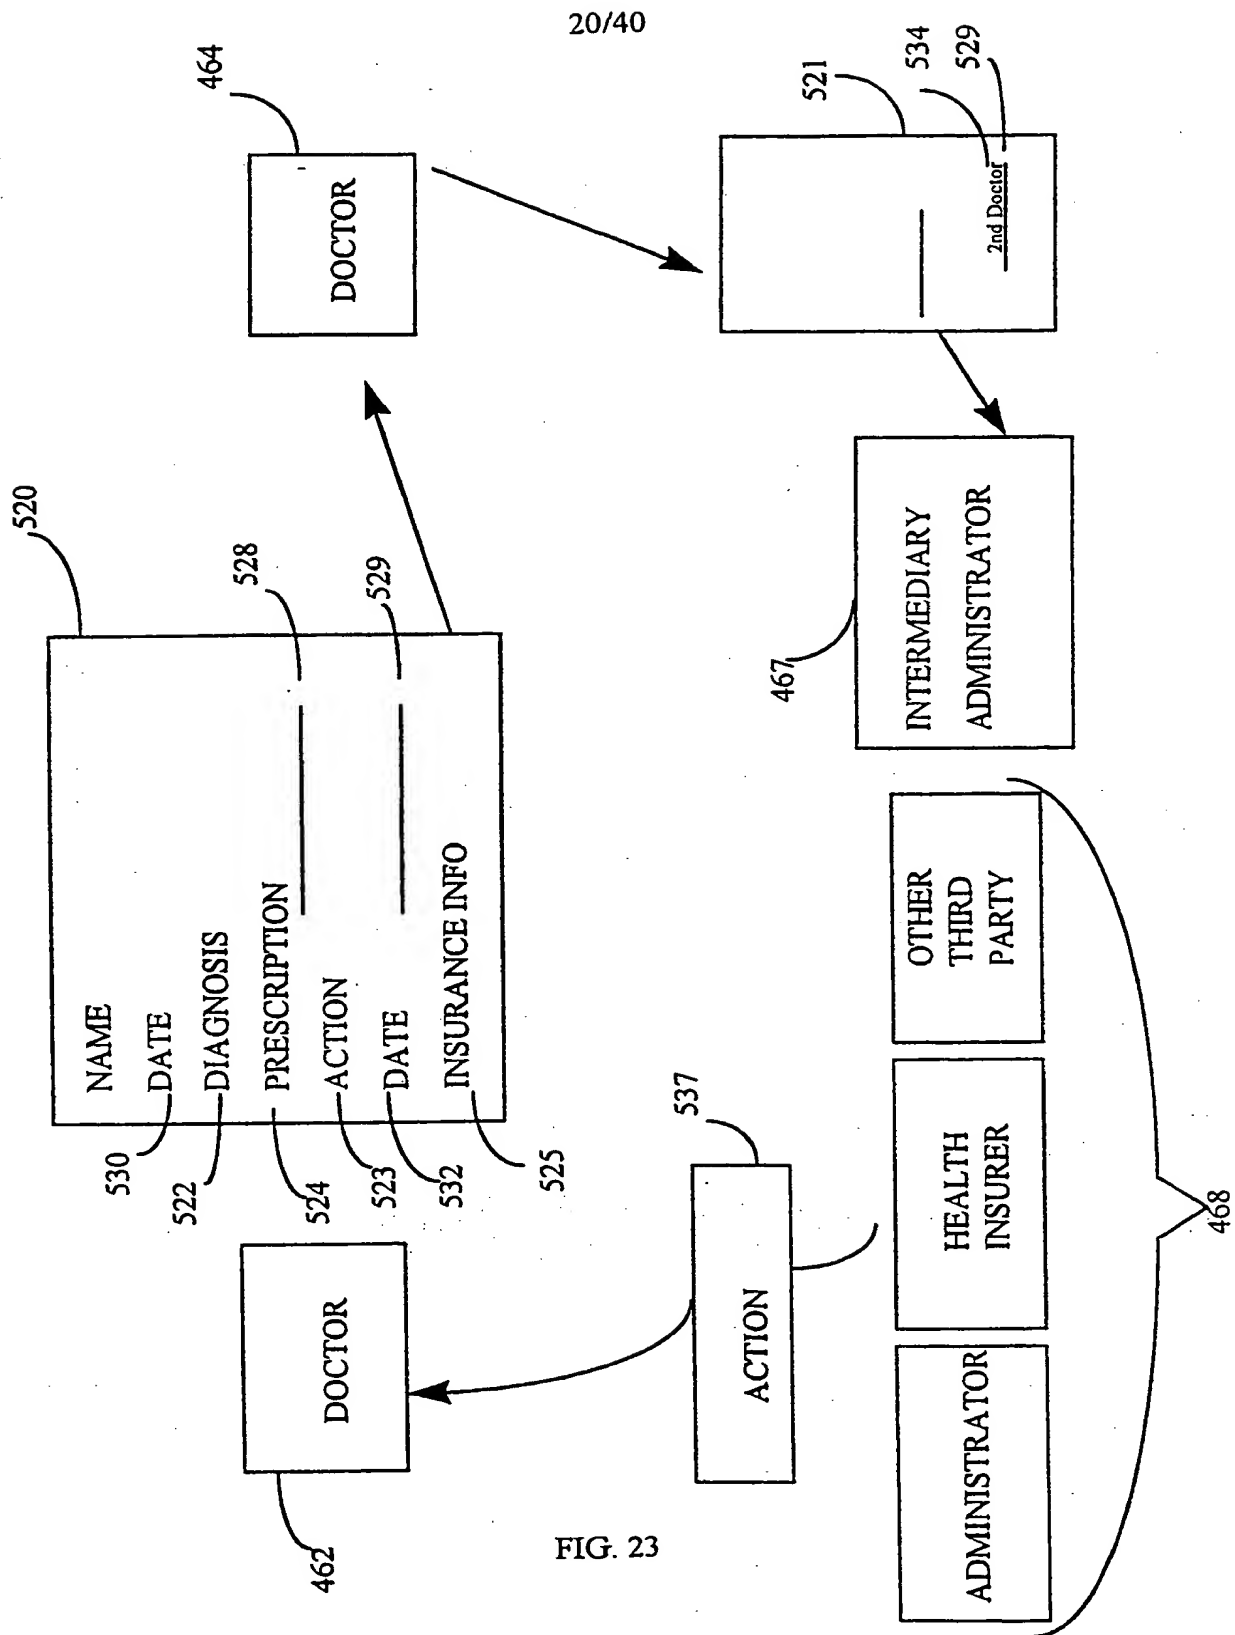 20/40
520
NAME
DATE
DIAGNOSIS
PRESCRIPTION
ACTION
DATE
INSURANCE INFO
530
522
524
523
532
525
528
529
462
DOCTOR
464
DOCTOR
537
ACTION
467
INTERMEDIARY
ADMINISTRATOR
521
534
529
2nd Doctor
ADMINISTRATOR
HEALTH
INSURER
OTHER
THIRD
PARTY
468
FIG. 23